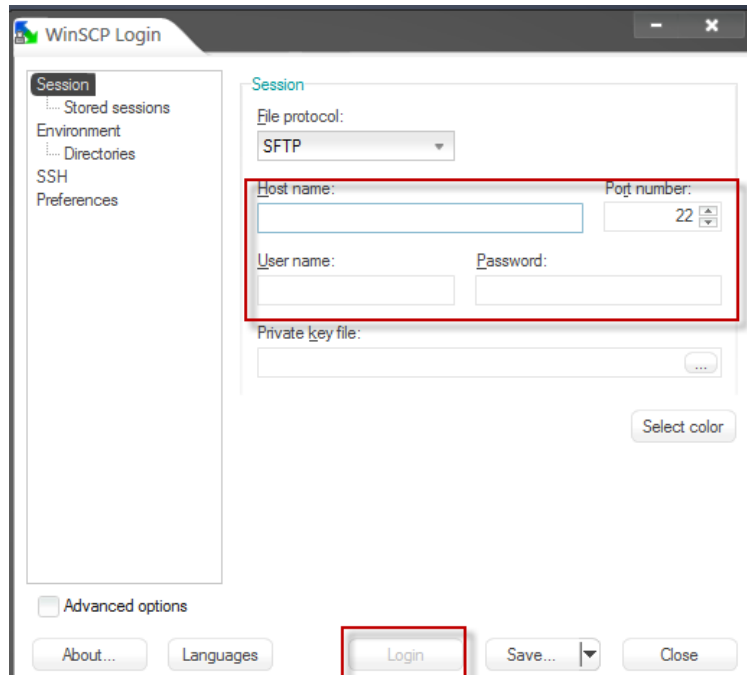 WinSCP Login
Session
Stored sessions
Environment
Directories
SSH
Preferences
Session
File protocol:
SFTP
Host name: Port number:
22
User name: Password:
Private key file:
...
Select color
Advanced options
About... Languages Login Save... Close